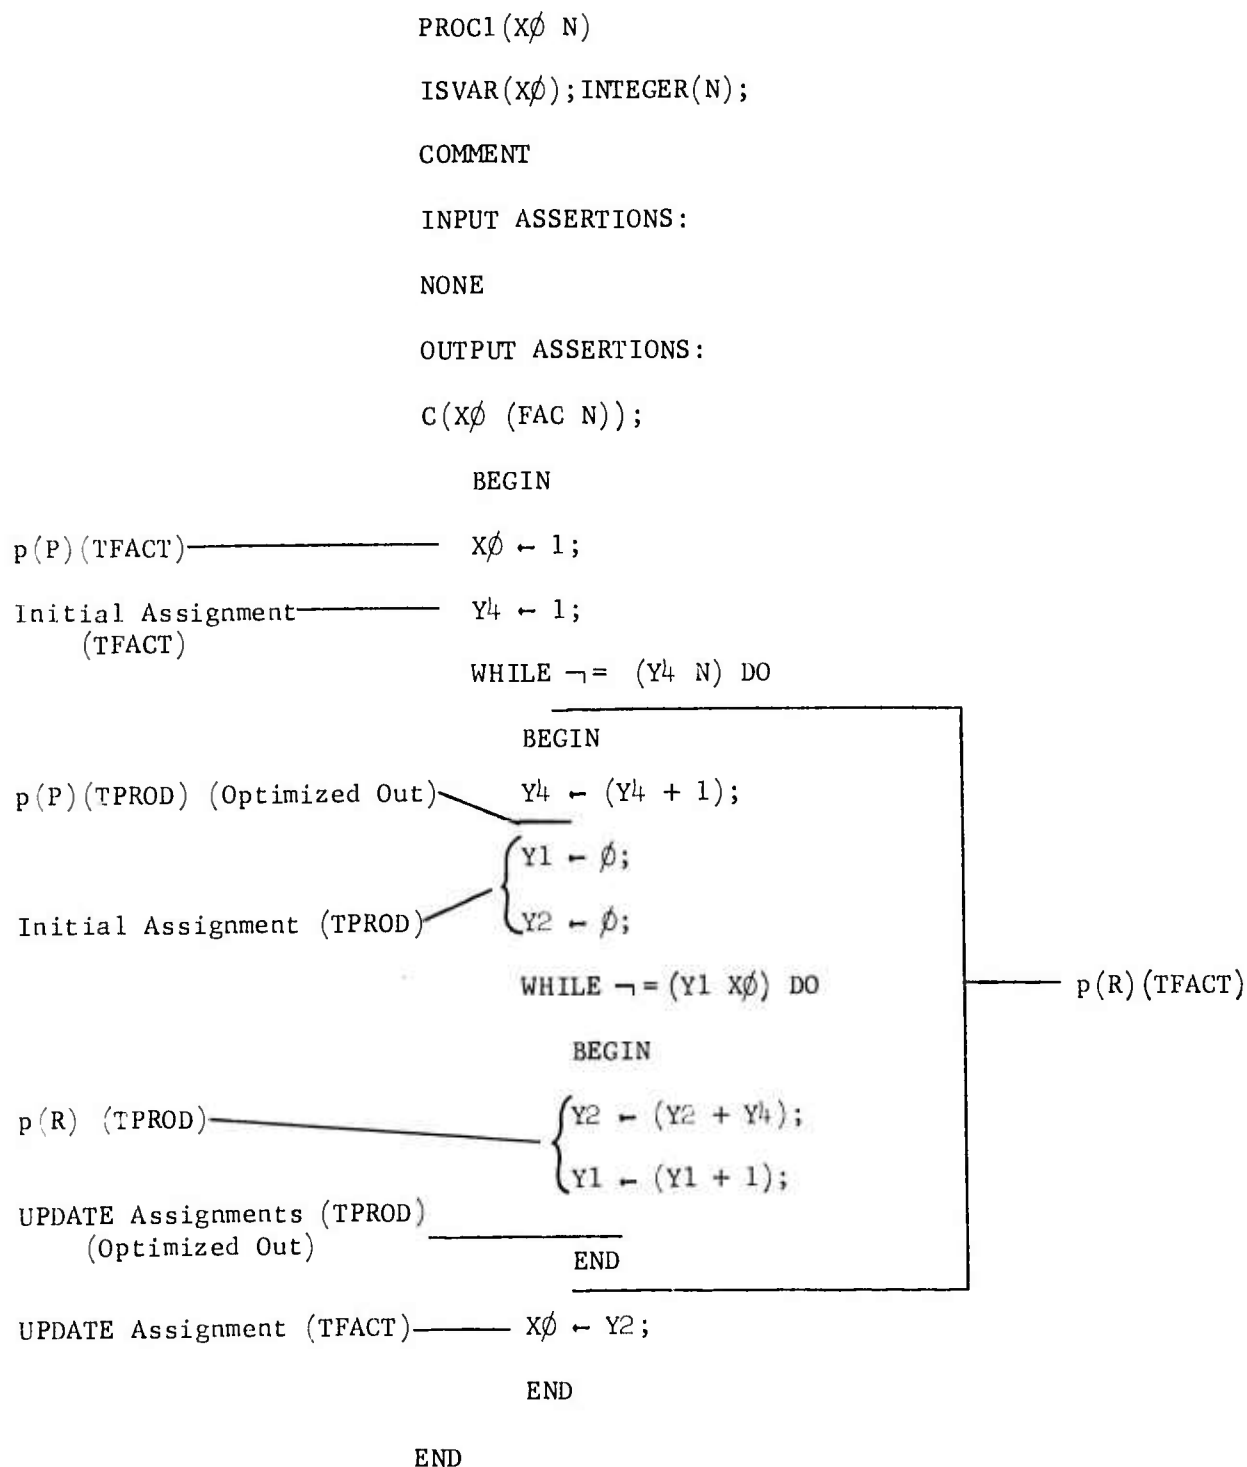 PROC1(XØ N)
ISVAR(XØ);INTEGER(N);
COMMENT
INPUT ASSERTIONS:
NONE
OUTPUT ASSERTIONS:
C(XØ (FAC N));
BEGIN
p(P)(TFACT) XØ ← 1;
Initial Assignment Y4 ← 1;
(TFACT)
WHILE ¬= (Y4 N) DO
BEGIN
p(P)(TPROD) (Optimized Out) Y4 ← (Y4 + 1);
Y1 ← Ø;
Initial Assignment (TPROD) Y2 ← Ø;
WHILE ¬=(Y1 XØ) DO
p(R)(TFACT)
BEGIN
p(R) (TPROD) Y2 ← (Y2 + Y4);
Y1 ← (Y1 + 1);
UPDATE Assignments (TPROD)
(Optimized Out)
END
UPDATE Assignment (TFACT) XØ ← Y2;
END
END